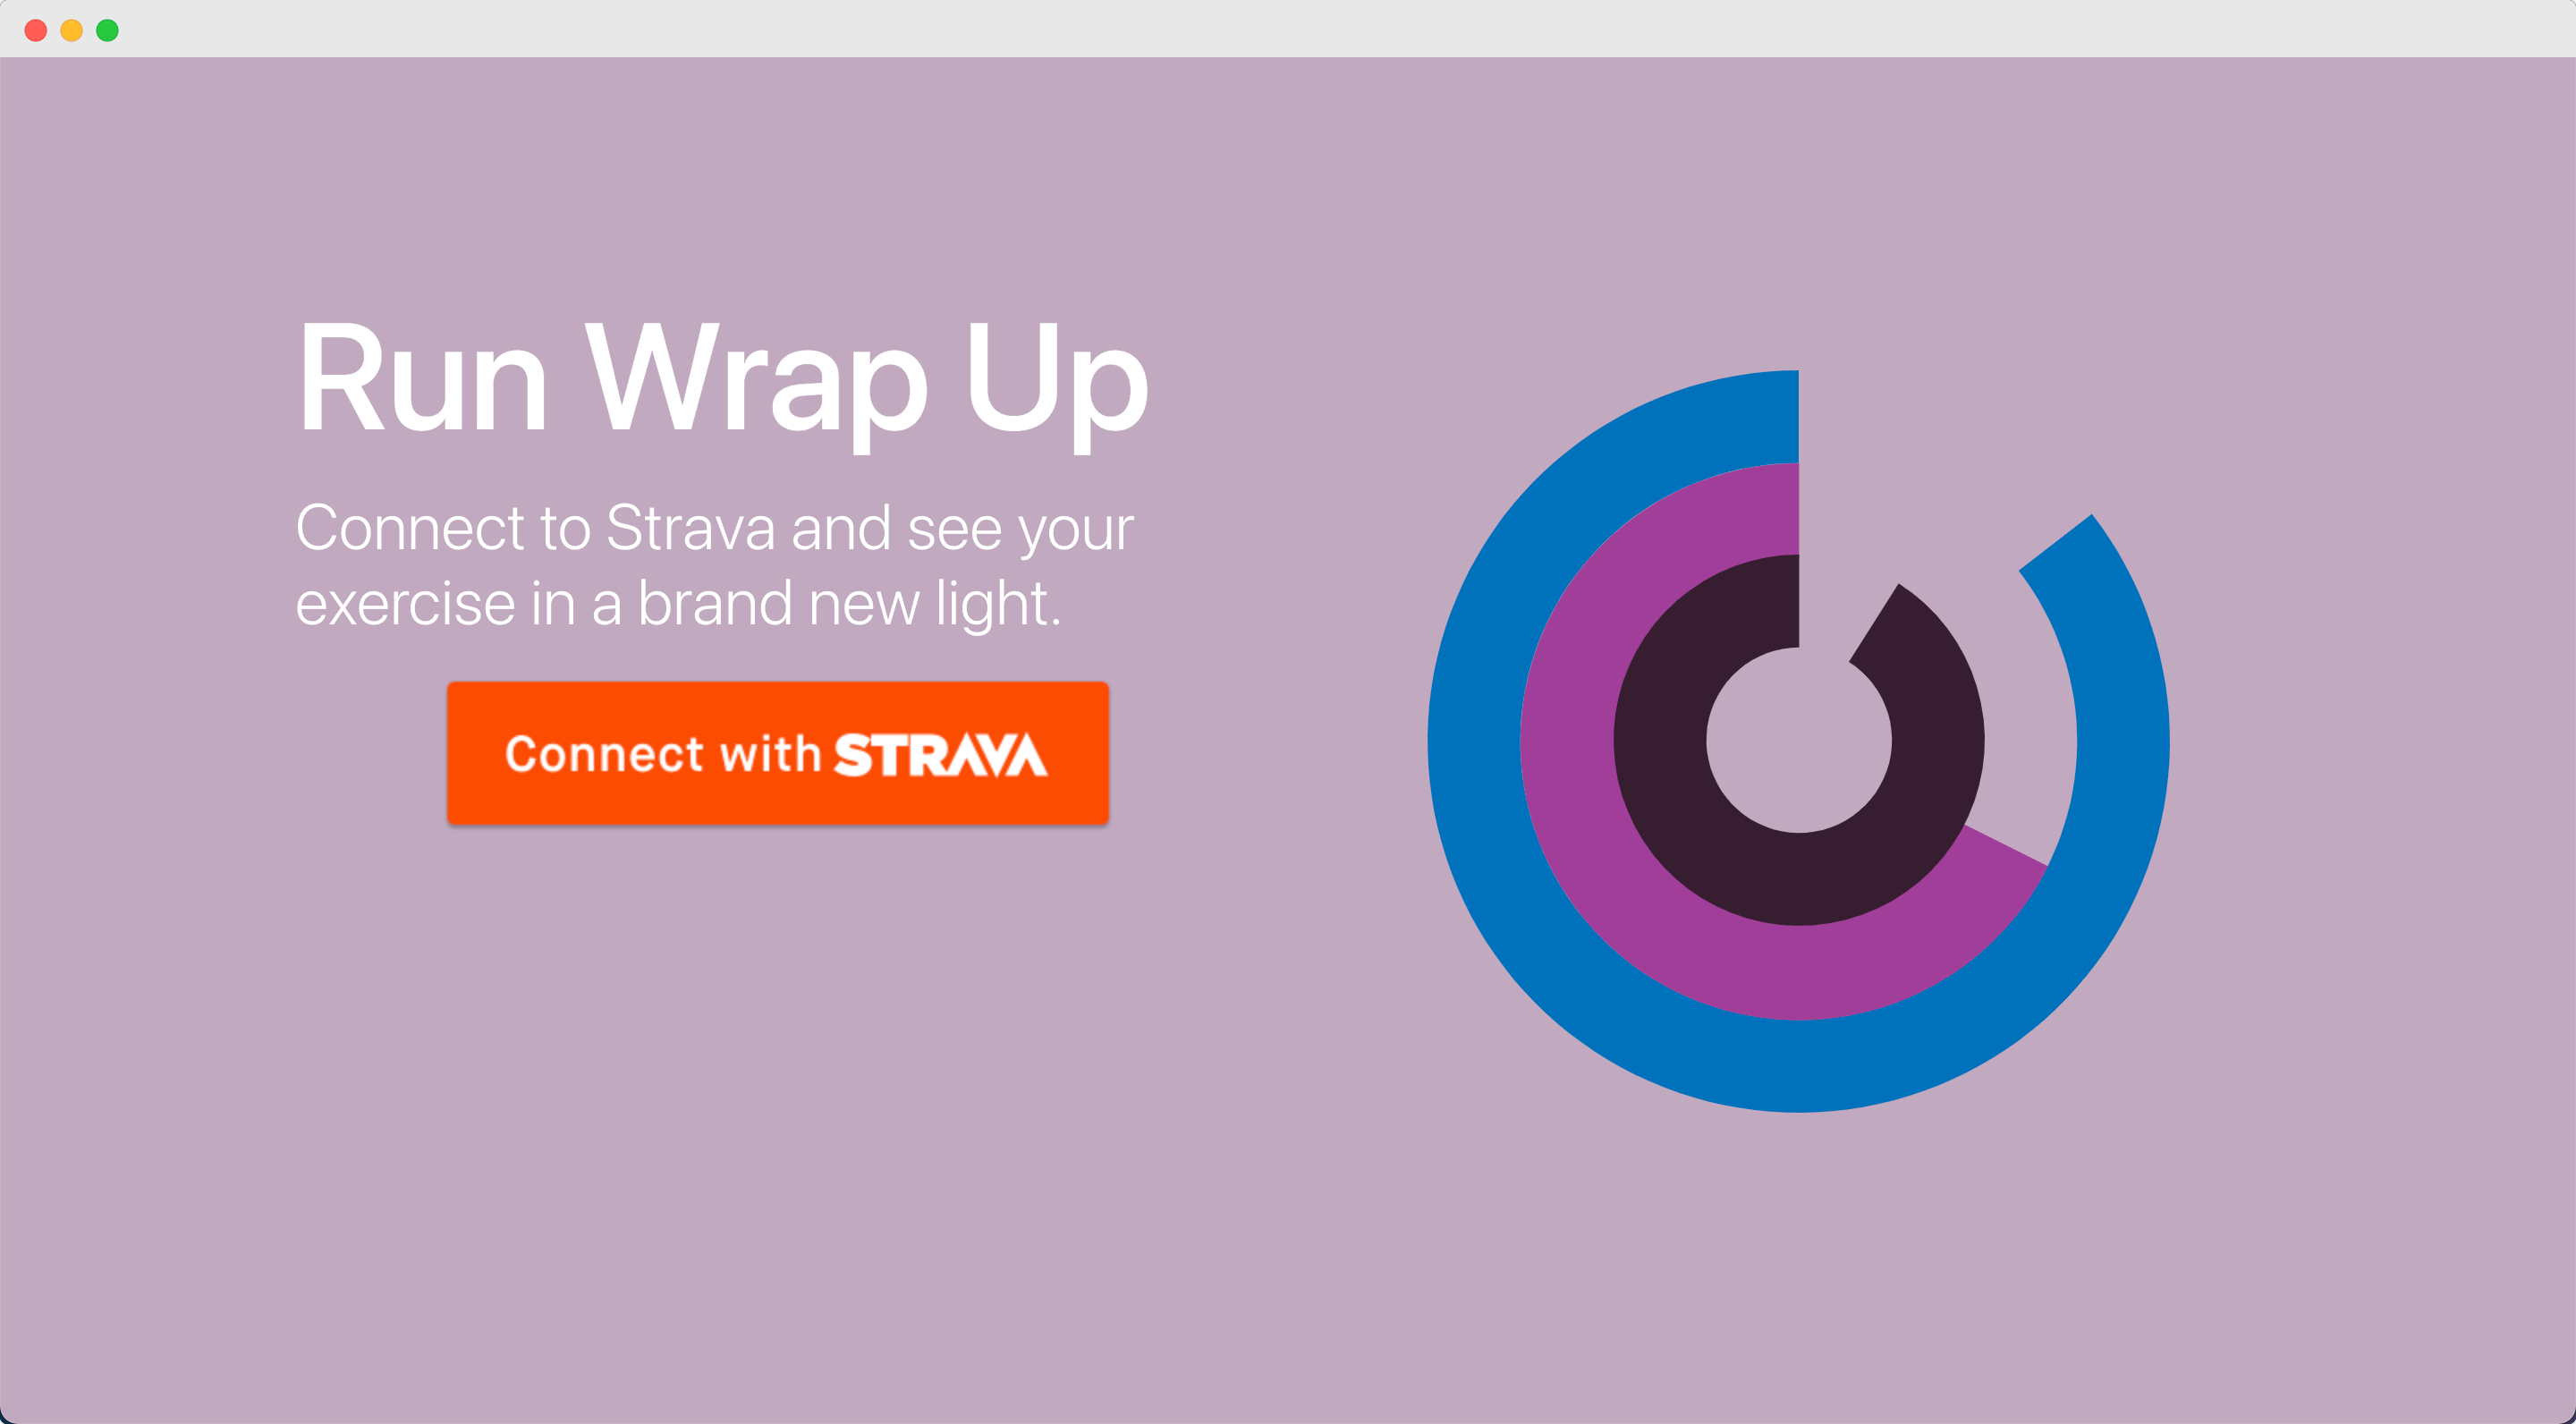 Run Wrap Up
Connect to Strava and see your
exercise in a brand new light.
Connect with STRAVA